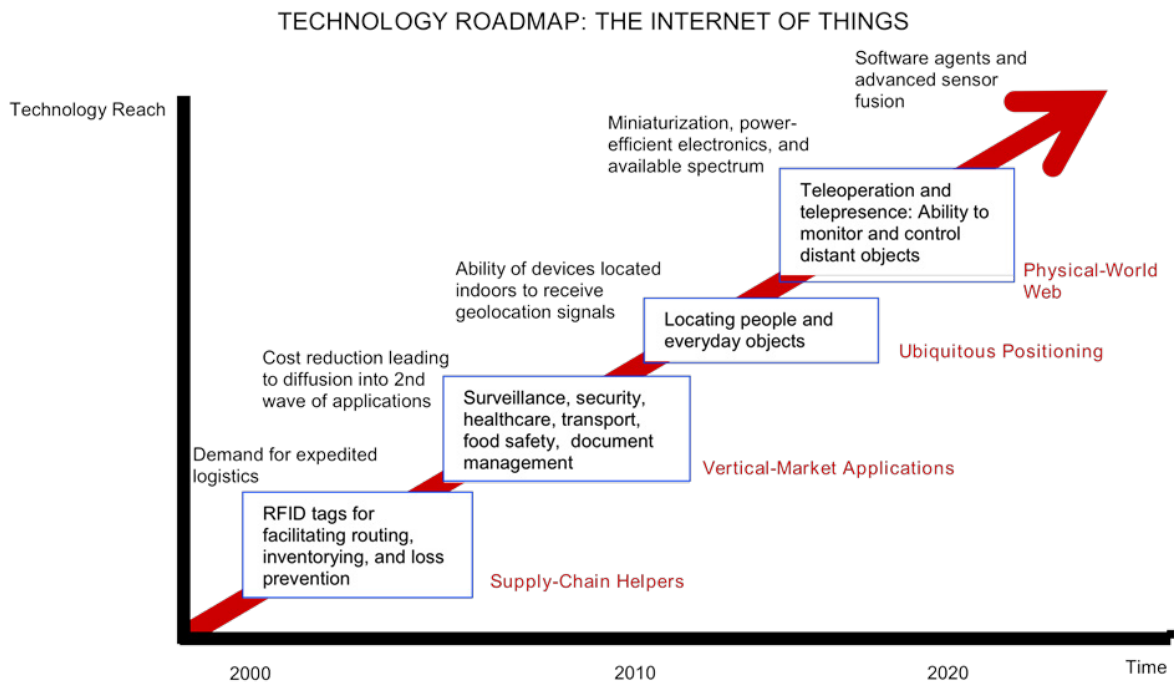 TECHNOLOGY ROADMAP: THE INTERNET OF THINGS
Technology Reach
Software agents and
advanced sensor
fusion
Miniaturization, power-
efficient electronics, and
available spectrum
Teleoperation and
telepresence: Ability to
monitor and control
distant objects
Physical-World
Web
Ability of devices located
indoors to receive
geolocation signals
Locating people and
everyday objects
Ubiquitous Positioning
Cost reduction leading
to diffusion into 2nd
wave of applications
Surveillance, security,
healthcare, transport,
food safety, document
management
Vertical-Market Applications
Demand for expedited
logistics
RFID tags for
facilitating routing,
inventorying, and loss
prevention
Supply-Chain Helpers
2000
2010
2020
Time